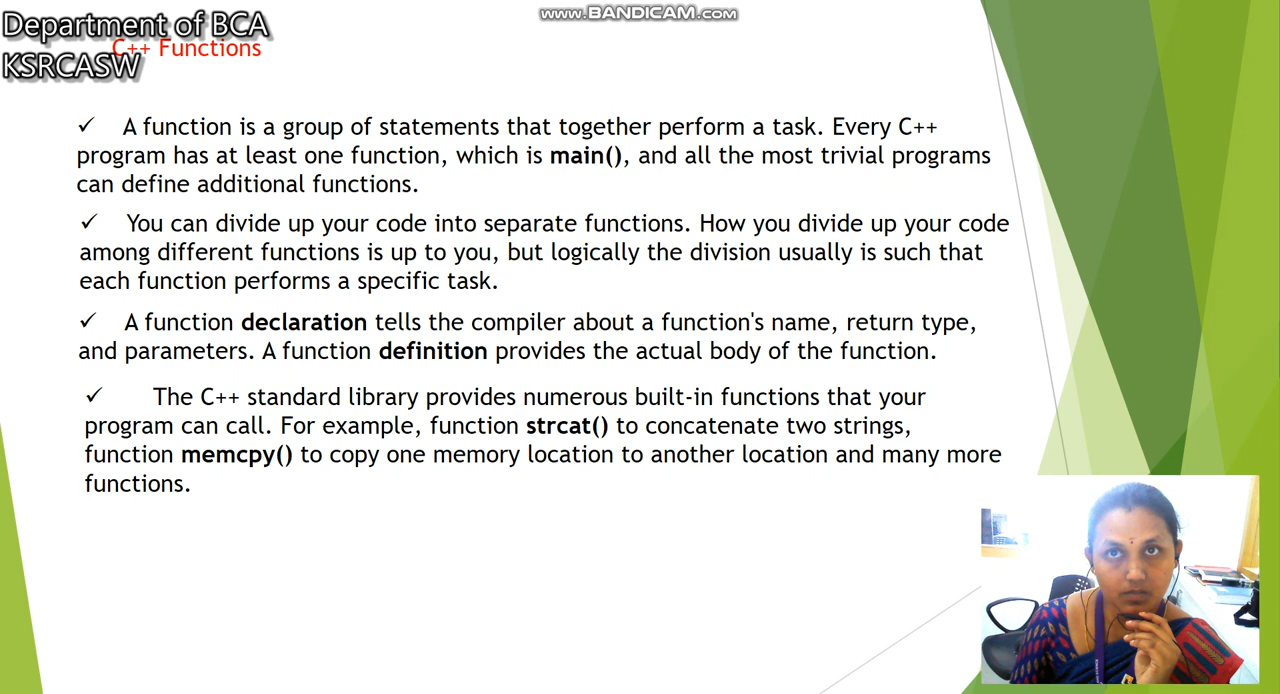 www.BANDICAM.com
Department of BCA
C++ Functions
KSRCASW
✓ A function is a group of statements that together perform a task. Every C++
program has at least one function, which is main(), and all the most trivial programs
can define additional functions.
✓ You can divide up your code into separate functions. How you divide up your code
among different functions is up to you, but logically the division usually is such that
each function performs a specific task.
✓ A function declaration tells the compiler about a function's name, return type,
and parameters. A function definition provides the actual body of the function.
✓ The C++ standard library provides numerous built-in functions that your
program can call. For example, function strcat() to concatenate two strings,
function memcpy() to copy one memory location to another location and many more
functions.